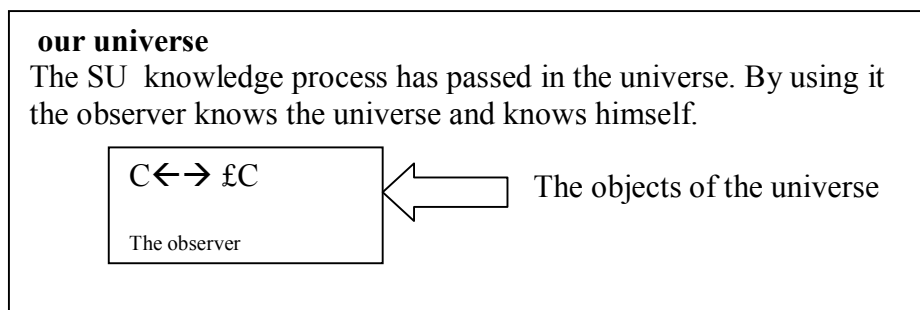 our universe
The SU knowledge process has passed in the universe. By using it
the observer knows the universe and knows himself.
C←→ £C
The objects of the universe
The observer